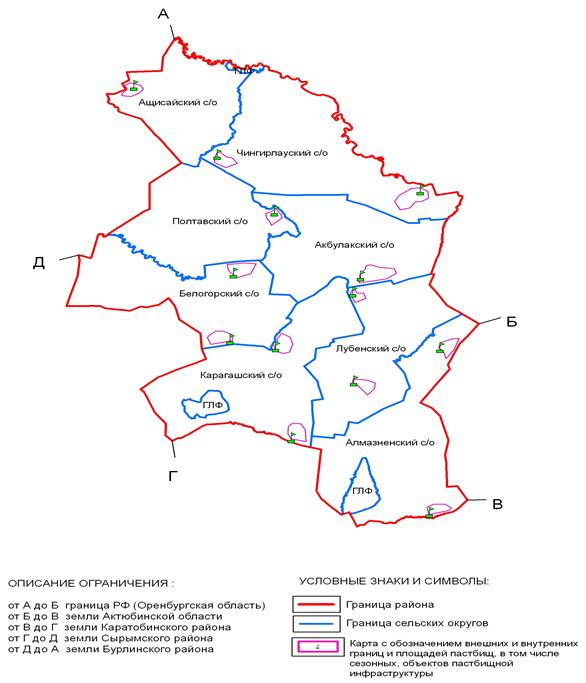 А
ГЛФ
Ащисайский с/о
Чингирлауский с/о
Полтавский с/о
Акбулакский с/о
Д
Белогорский с/о
Б
Лубенский с/о
Карагашский с/о
ГЛФ
Алмазненский с/о
Г
ГЛФ
В
ОПИСАНИЕ ОГРАНИЧЕНИЯ :
от А до Б граница РФ (Оренбургская область)
от Б до В земли Актюбинской области
от В до Г земли Каратобинского района
от Г до Д земли Сырымского района
от Д до А земли Бурлинского района
УСЛОВНЫЕ ЗНАКИ И СИМВОЛЫ:
Граница района
Граница сельских округов
Карта с обозначением внешних и внутренних
границ и площадей пастбищ, в том числе
сезонных, объектов пастбищной
инфраструктуры